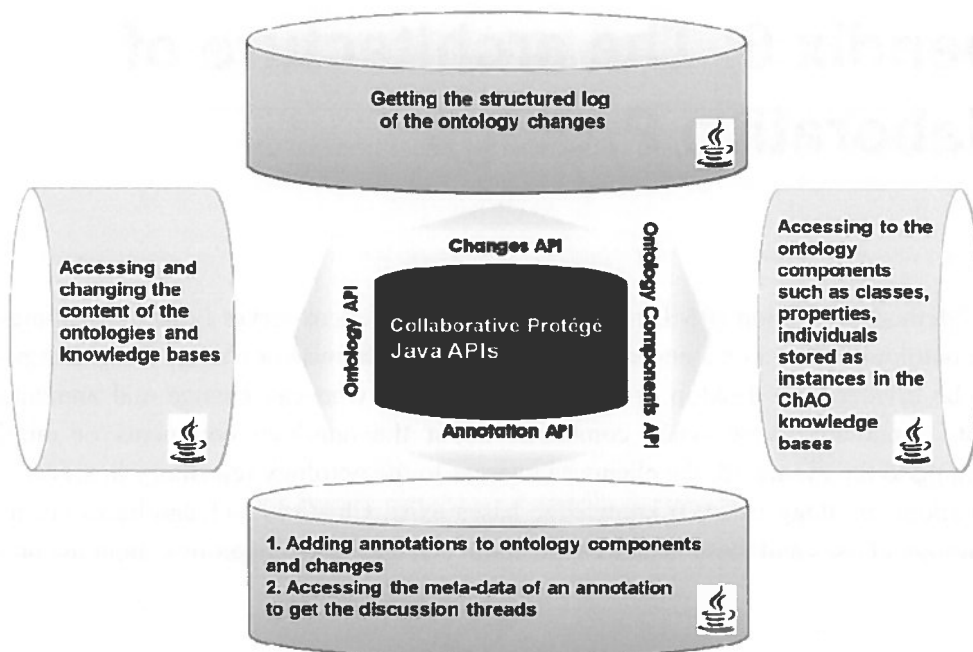 Getting the structured log
of the ontology changes
Accessing and
changing the
content of the
ontologies and
knowledge bases
Changes API
Ontology API
Collaborative Protégé
Java APIs
Ontology Components API
Annotation API
Accessing to the
ontology
components
such as classes,
properties,
individuals
stored as
instances in the
ChAO
knowledge
bases
1. Adding annotations to ontology components
and changes
2. Accessing the meta-data of an annotation
to get the discussion threads